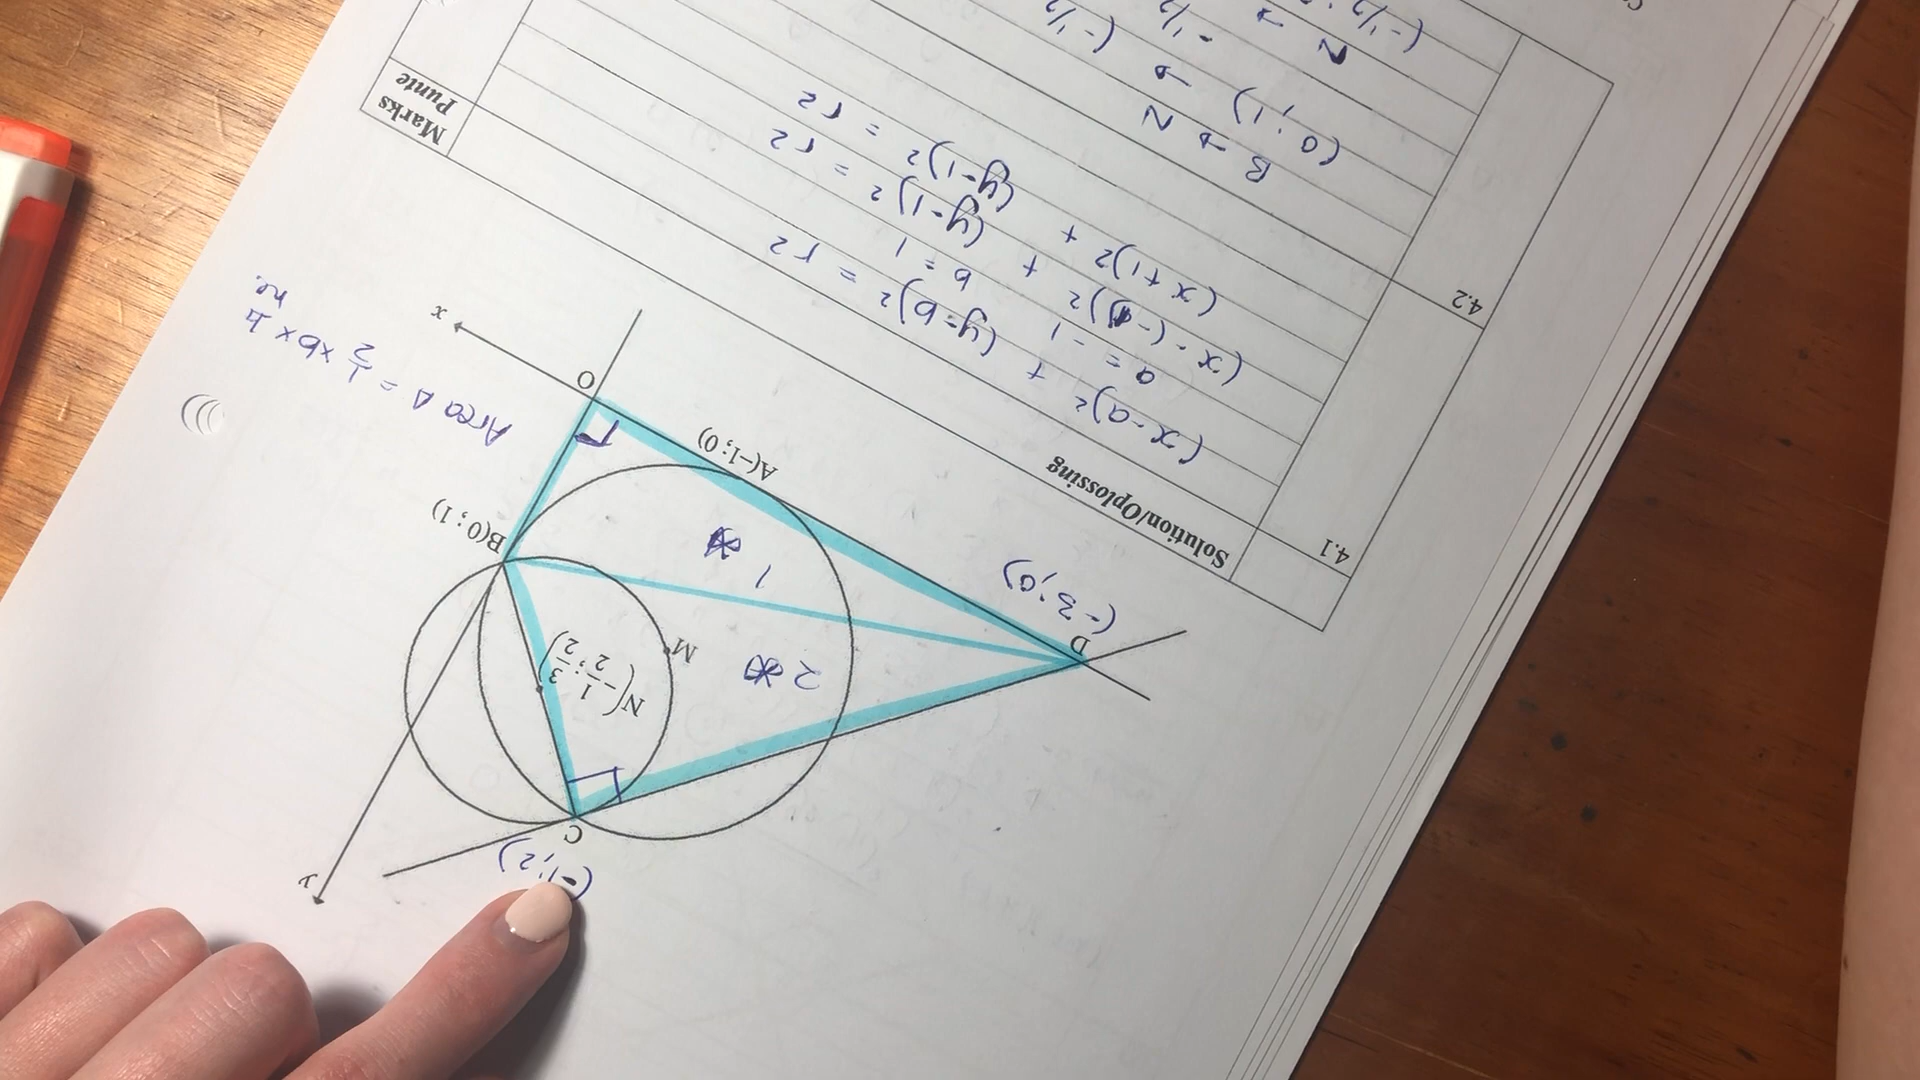 y
(-1;2)
C
N(-1/2;3/2)
M
2
1
B(0;1)
D
(-3;0)
A(-1;0)
O
x
Area Δ = 1/2 x b x h
Solution/Oplossing
Marks
Punte
4.1
(x-a)² + (y-b)² = r²
a = -1 b = 1
(x-(-1))² + (y-1)² = r²
(x+1)² + (y-1)² = r²
4.2
B → N
(0;1) → (-1/2
N →
(-1/2